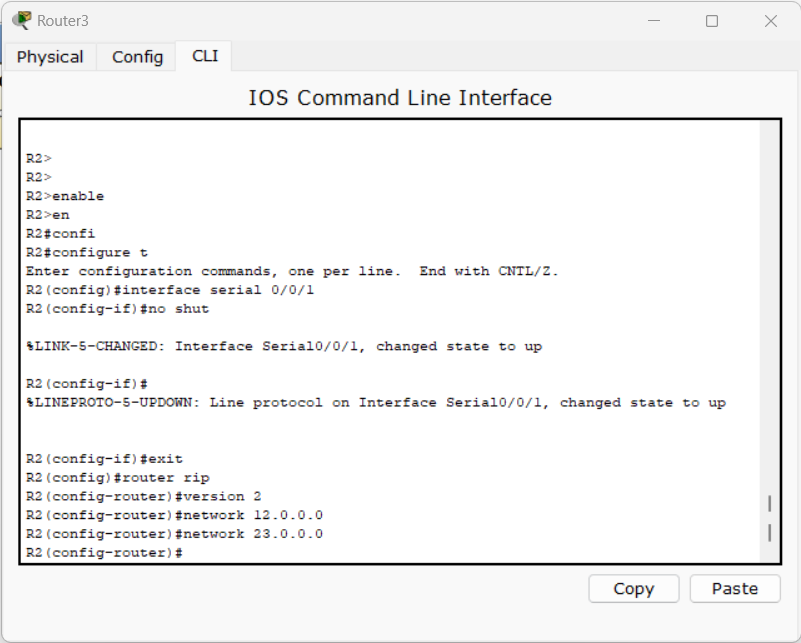 Router3
Physical Config CLI
IOS Command Line Interface
R2>
R2>
R2>enable
R2>en
R2#confi
R2#configure t
Enter configuration commands, one per line.  End with CNTL/Z.
R2(config)#interface serial 0/0/1
R2(config-if)#no shut
%LINK-5-CHANGED: Interface Serial0/0/1, changed state to up
R2(config-if)#
%LINEPROTO-5-UPDOWN: Line protocol on Interface Serial0/0/1, changed state to up
R2(config-if)#exit
R2(config)#router rip
R2(config-router)#version 2
R2(config-router)#network 12.0.0.0
R2(config-router)#network 23.0.0.0
R2(config-router)#
Copy Paste